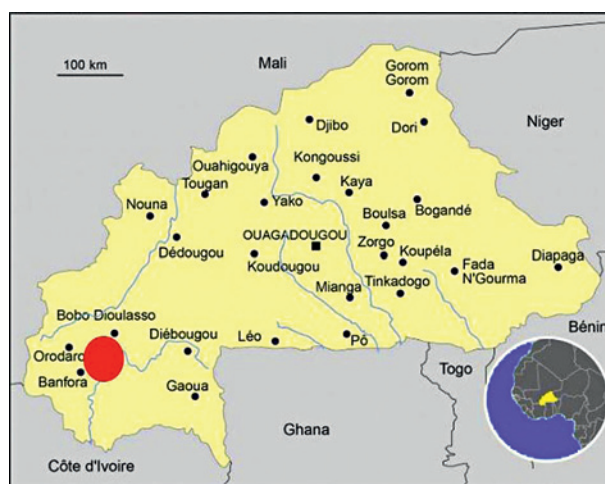 100 km
Mali
Gorom
Gorom
Niger
Djibo
Dori
Ouahigouya
Kongoussi
Tougan
Kaya
Nouna
Yako
Bogandé
Boulsa
OUAGADOUGOU
Dédougou
Zorgo
Koupéla
Diapaga
Koudougou
Fada
N'Gourma
Tinkadogo
Mianga
Bobo Dioulasso
Diébougou
Léo
Pô
Bénin
Orodaro
Togo
Banfora
Gaoua
Ghana
Côte d'Ivoire